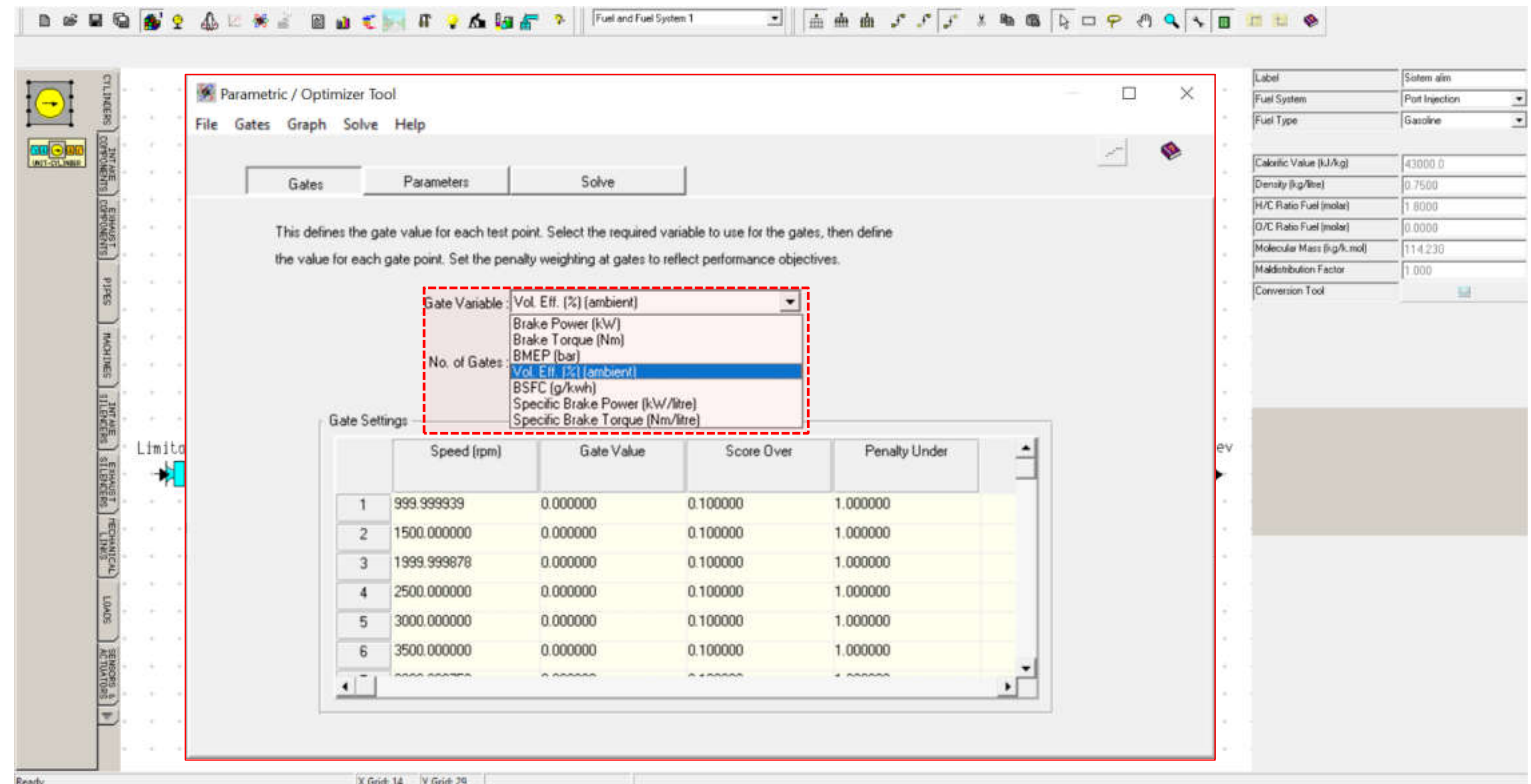 Fuel and Fuel System 1
CYLINDERS
INTAKE COMPONENTS
EXHAUST COMPONENTS
PIPES
MACHINES
INTAKE SILENCERS
EXHAUST SILENCERS
MECHANICAL LINKS
LOADS
SENSORS & ACTUATORS
UNIT-CYLINDER
Limito
Parametric / Optimizer Tool
File Gates Graph Solve Help
Gates Parameters Solve
This defines the gate value for each test point. Select the required variable to use for the gates, then define
the value for each gate point. Set the penalty weighting at gates to reflect performance objectives.
Gate Variable : Vol. Eff. (%) (ambient)
Brake Power (kW)
Brake Torque (Nm)
BMEP (bar)
No. of Gates :
Vol. Eff. (%) (ambient)
BSFC (g/kwh)
Specific Brake Power (kW/litre)
Specific Brake Torque (Nm/litre)
Gate Settings
Speed (rpm) Gate Value Score Over Penalty Under
1 999.999939 0.000000 0.100000 1.000000
2 1500.000000 0.000000 0.100000 1.000000
3 1999.999878 0.000000 0.100000 1.000000
4 2500.000000 0.000000 0.100000 1.000000
5 3000.000000 0.000000 0.100000 1.000000
6 3500.000000 0.000000 0.100000 1.000000
ev
Label Sistem alim
Fuel System Port Injection
Fuel Type Gasoline
Calorific Value (kJ/kg) 43000.0
Density (kg/litre) 0.7500
H/C Ratio Fuel (molar) 1.8000
O/C Ratio Fuel (molar) 0.0000
Molecular Mass (kg/k.mol) 114.230
Maldistribution Factor 1.000
Conversion Tool
Ready X Grid: 14 Y Grid: 29